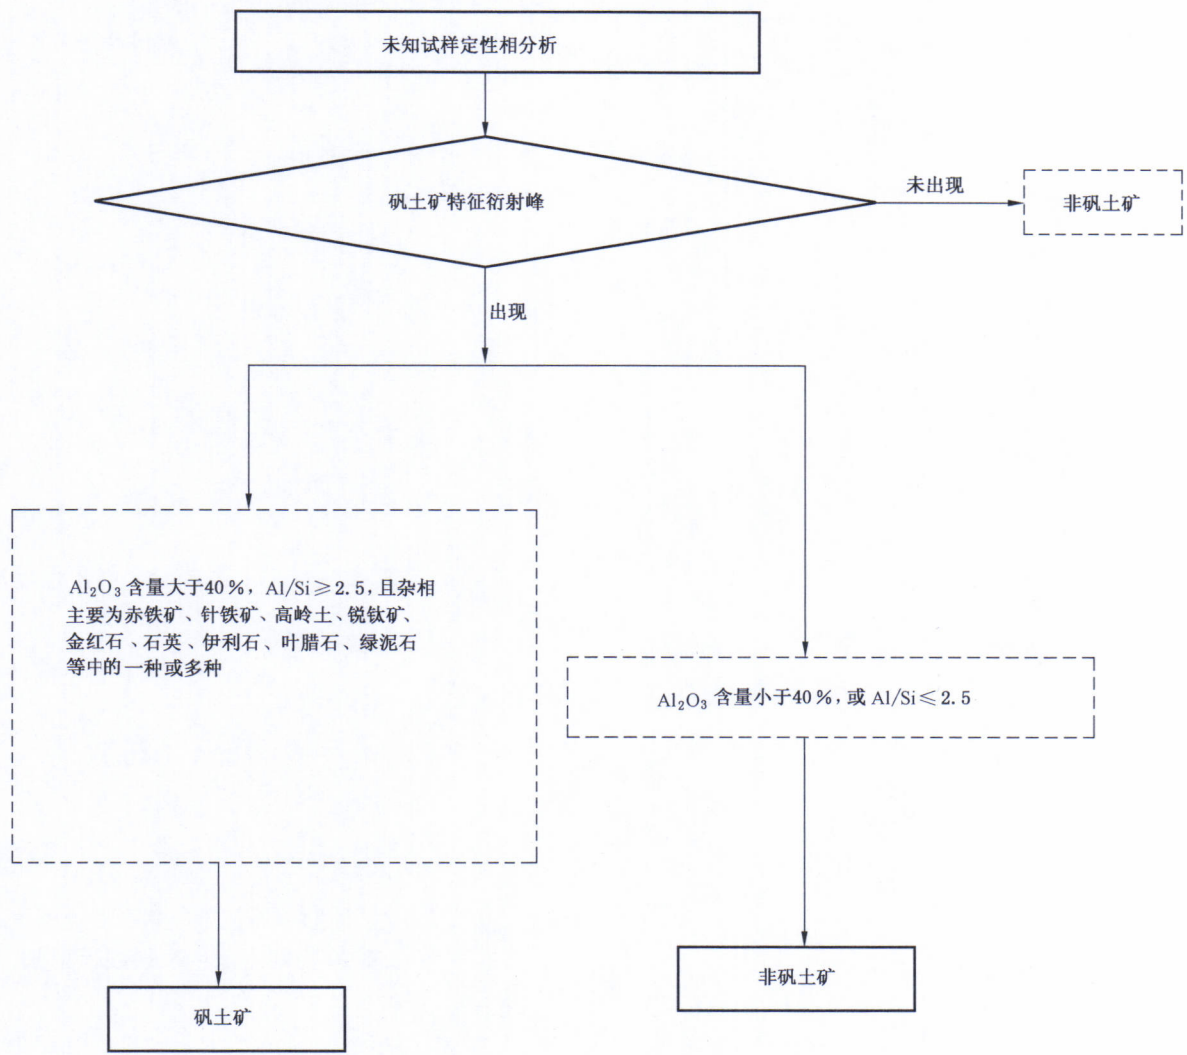 未知试样定性相分析
矾土矿特征衍射峰
未出现
非矾土矿
出现
Al₂O₃ 含量大于40%，Al/Si≥2.5，且杂相
主要为赤铁矿、针铁矿、高岭土、锐钛矿、
金红石、石英、伊利石、叶腊石、绿泥石
等中的一种或多种
Al₂O₃ 含量小于40%，或 Al/Si≤2.5
非矾土矿
矾土矿